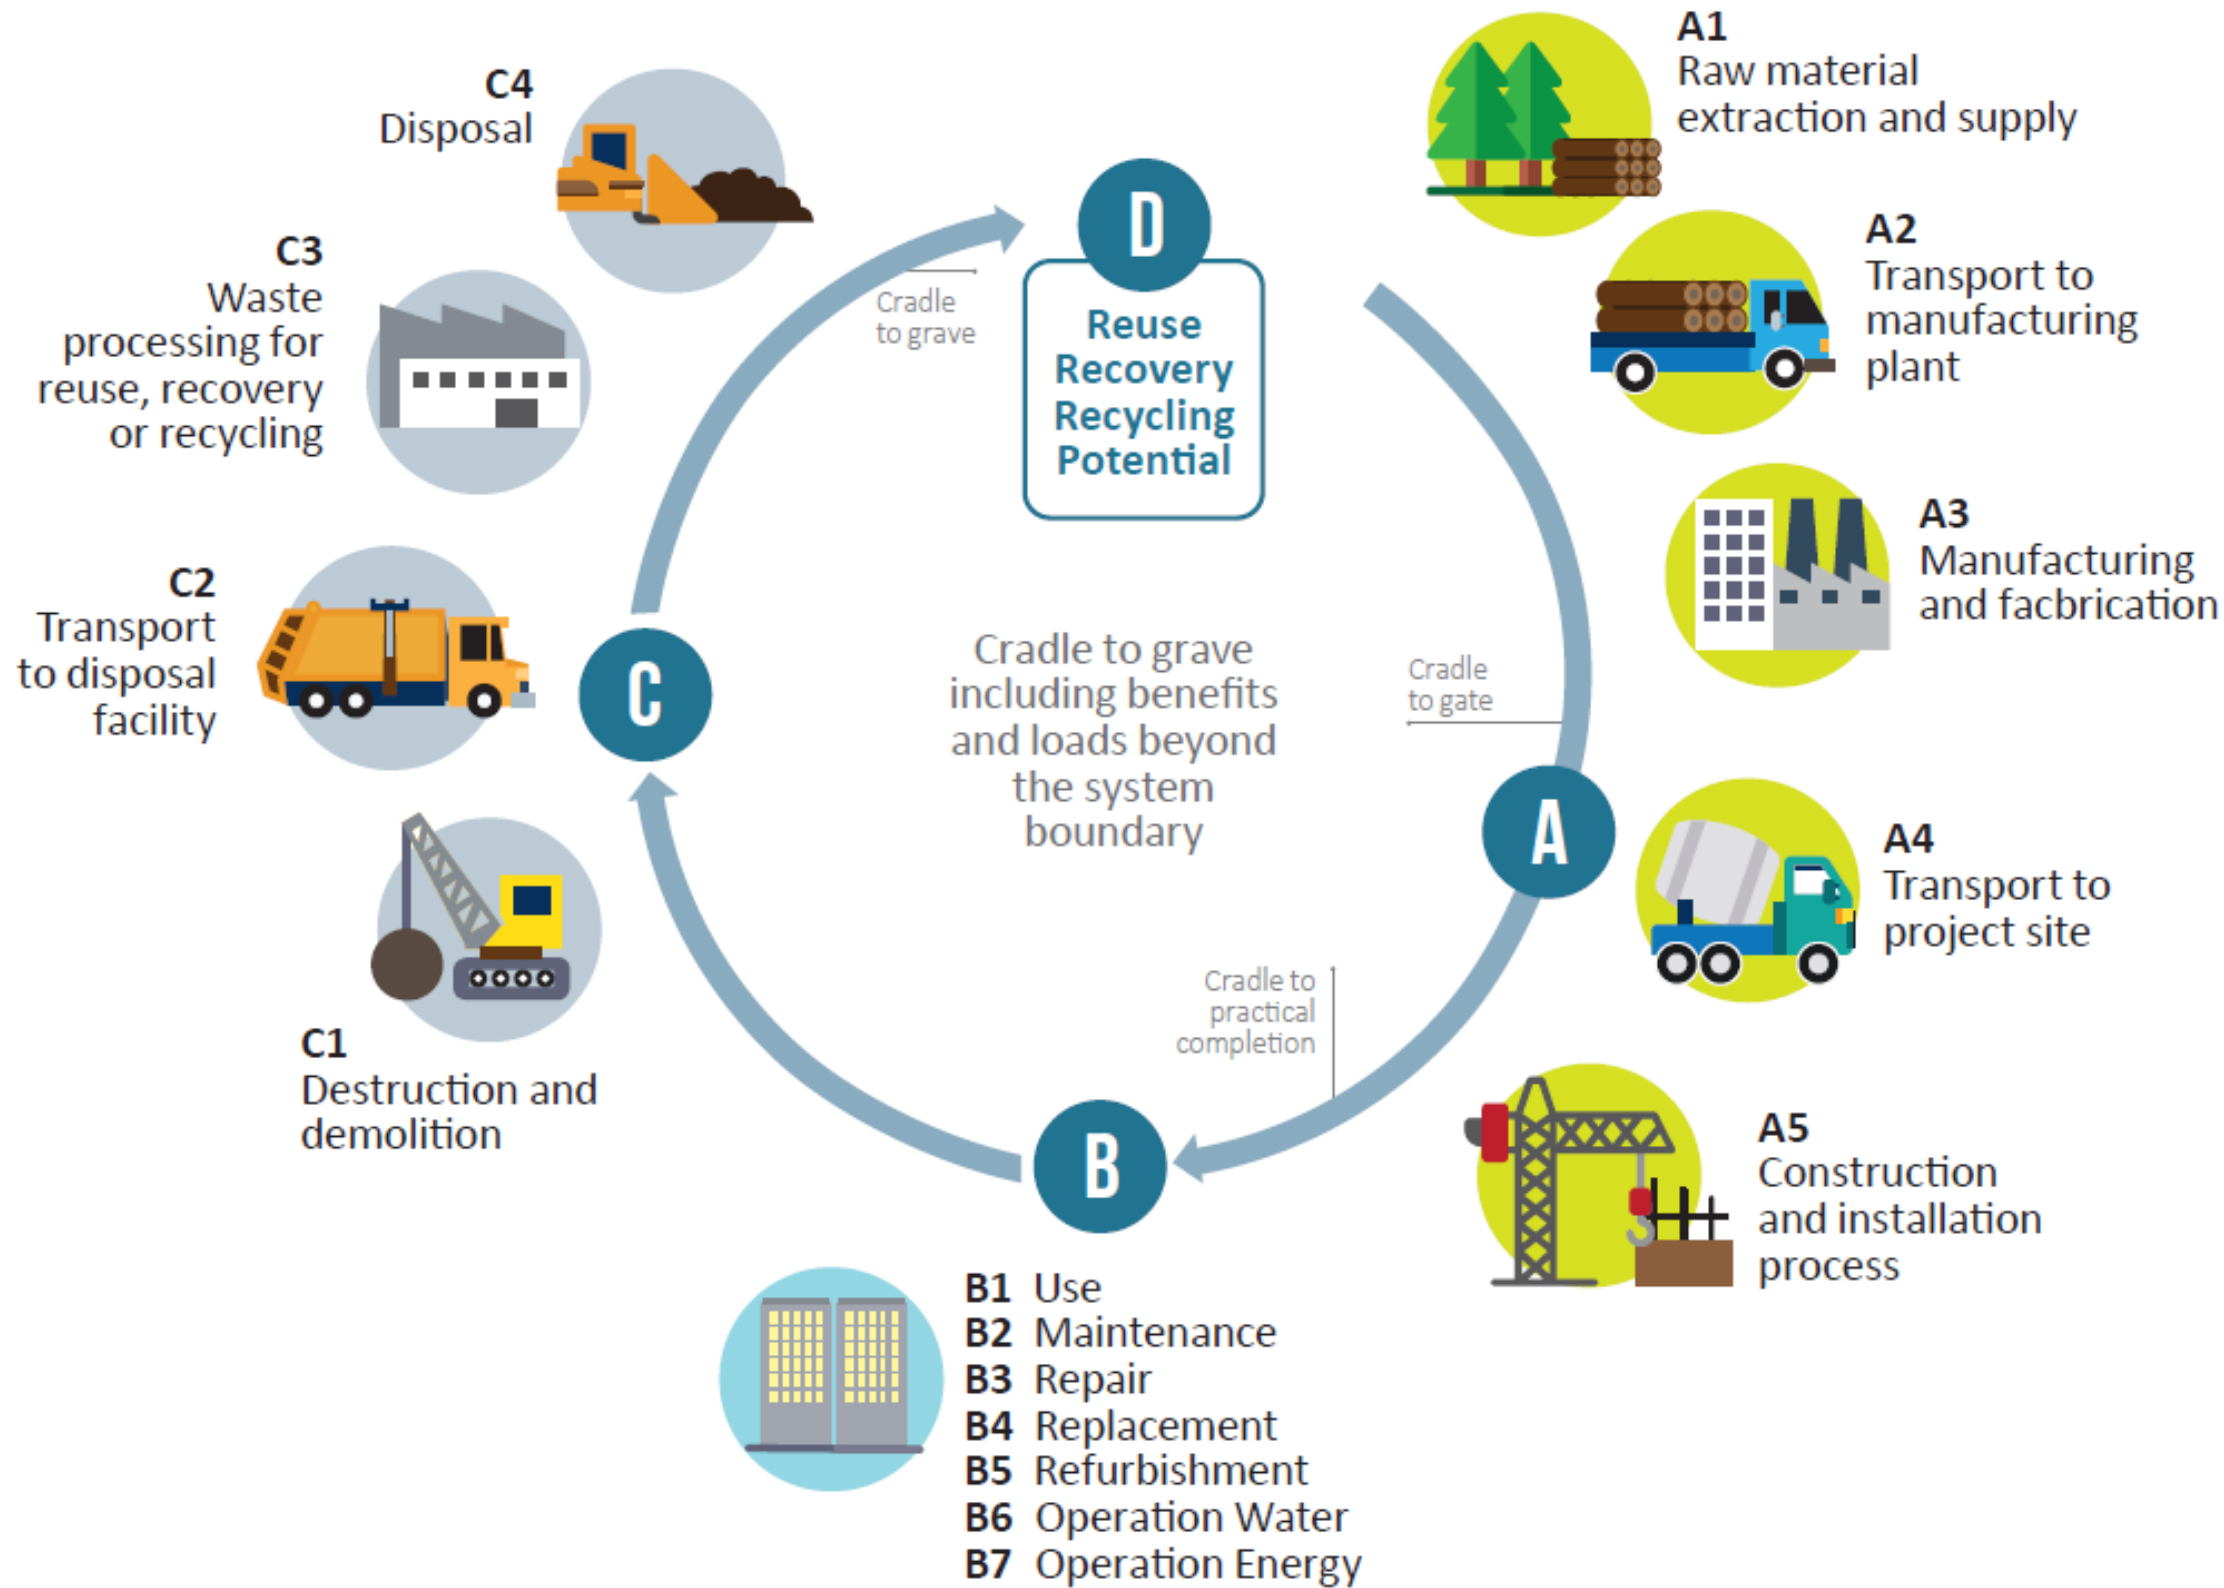 A1
Raw material
extraction and supply
A2
Transport to
manufacturing
plant
A3
Manufacturing
and facbrication
A4
Transport to
project site
A5
Construction
and installation
process
B
B1 Use
B2 Maintenance
B3 Repair
B4 Replacement
B5 Refurbishment
B6 Operation Water
B7 Operation Energy
C1
Destruction and
demolition
C2
Transport
to disposal
facility
C3
Waste
processing for
reuse, recovery
or recycling
C4
Disposal
C
D
Reuse
Recovery
Recycling
Potential
A
Cradle
to grave
Cradle
to gate
Cradle to
practical
completion
Cradle to grave
including benefits
and loads beyond
the system
boundary